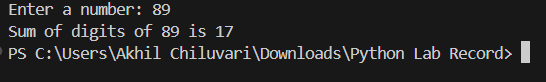 Enter a number: 89
Sum of digits of 89 is 17
PS C:\Users\Akhil Chiluvari\Downloads\Python Lab Record>